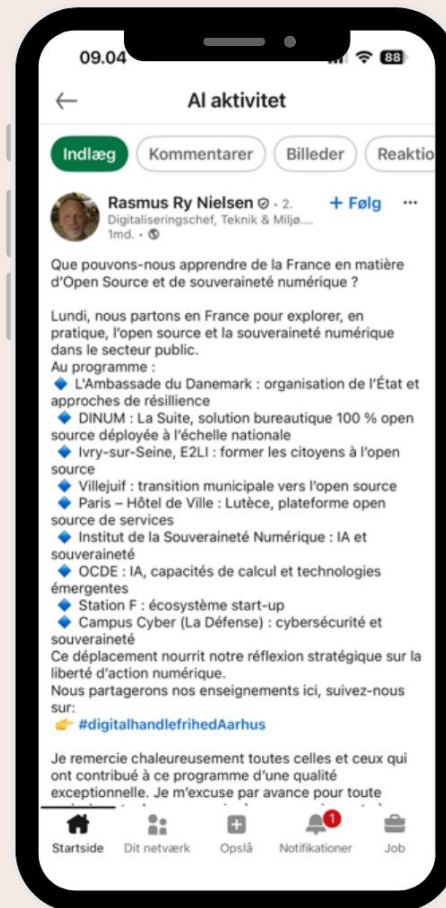 09.04
88
Al aktivitet
Indlæg
Kommentarer
Billeder
Reaktio
Rasmus Ry Nielsen · 2.
+ Følg
Digitaliseringschef, Teknik & Miljø....
1md. •
Que pouvons-nous apprendre de la France en matière
d'Open Source et de souveraineté numérique ?
Lundi, nous partons en France pour explorer, en
pratique, l'open source et la souveraineté numérique
dans le secteur public.
Au programme :
🔹 L'Ambassade du Danemark : organisation de l'État et
approches de résillience
🔹 DINUM : La Suite, solution bureautique 100 % open
source déployée à l'échelle nationale
🔹 Ivry-sur-Seine, E2LI : former les citoyens à l'open
source
🔹 Villejuif : transition municipale vers l'open source
🔹 Paris – Hôtel de Ville : Lutèce, plateforme open
source de services
🔹 Institut de la Souveraineté Numérique : IA et
souveraineté
🔹 OCDE : IA, capacités de calcul et technologies
émergentes
🔹 Station F : écosystème start-up
🔹 Campus Cyber (La Défense) : cybersécurité et
souveraineté
Ce déplacement nourrit notre réflexion stratégique sur la
liberté d'action numérique.
Nous partagerons nos enseignements ici, suivez-nous
sur:
👉 #digitalhandlefrihedAarhus
Je remercie chaleureusement toutes celles et ceux qui
ont contribué à ce programme d'une qualité
exceptionnelle. Je m'excuse par avance pour toute
1
Startside
Dit netværk
Opslå
Notifikationer
Job